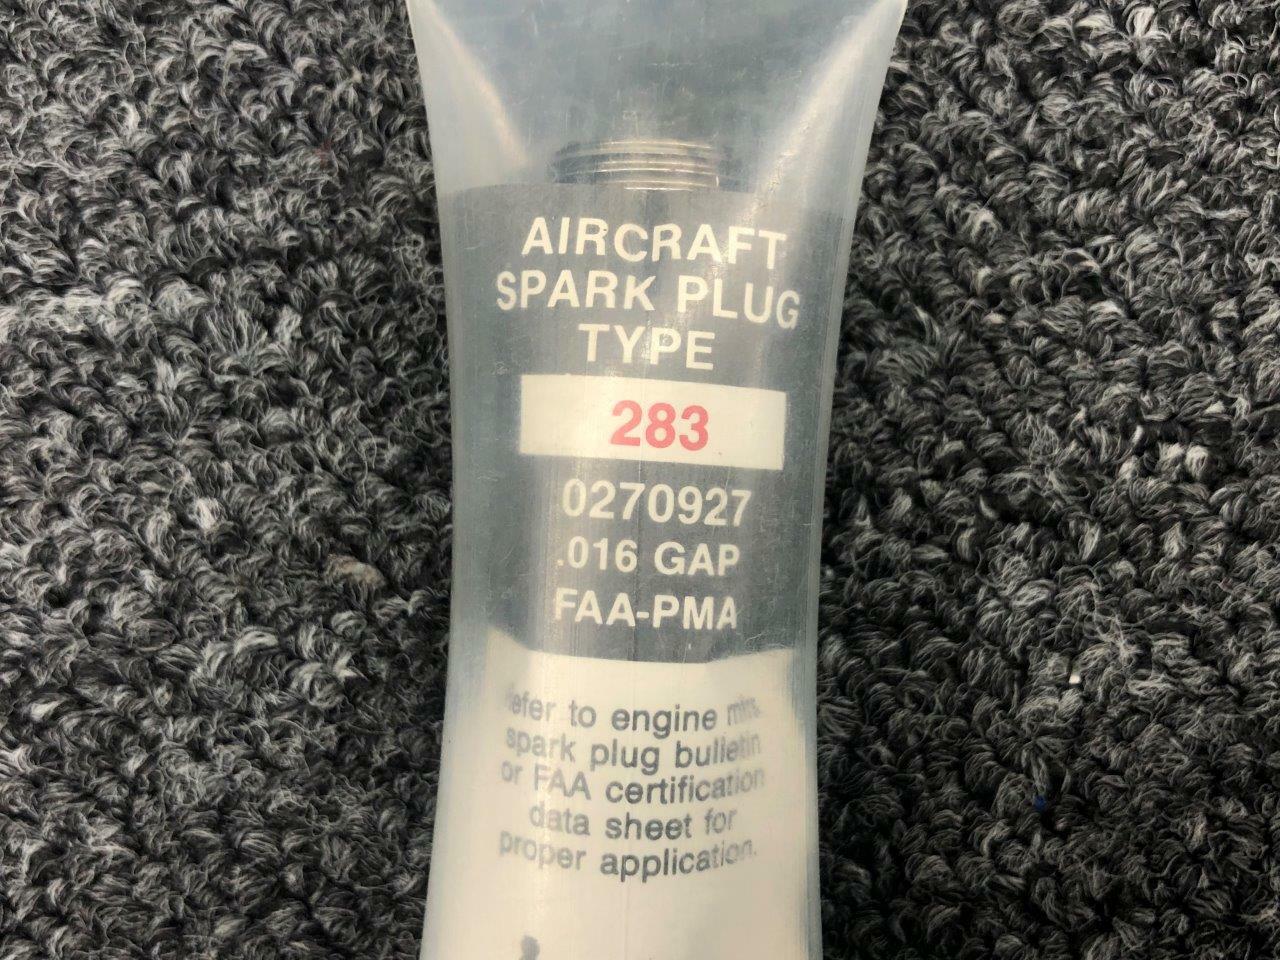 AIRCRAFT
SPARK PLUG
TYPE
283
0270927
.016 GAP
FAA-PMA
refer to engine mfrs.
spark plug bulletin
or FAA certification
data sheet for
proper application.